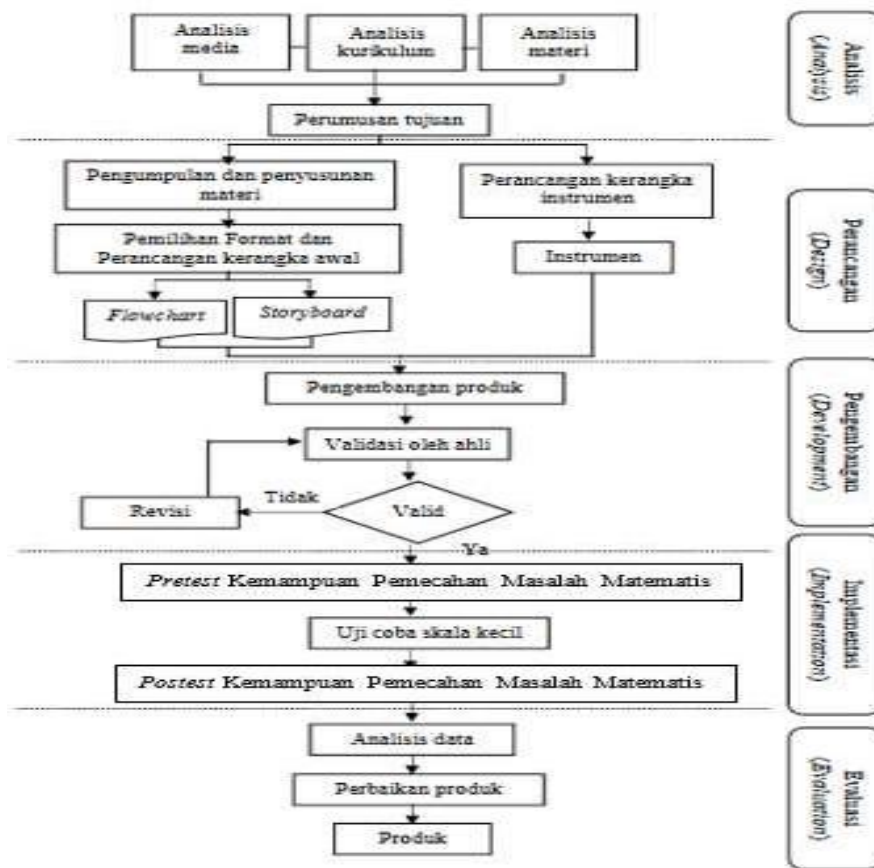 Analisis
media
Analisis
kurikulum
Analisis
materi
Perumusan tujuan
Analisis
(Analysis)
Pengumpulan dan penyusunan
materi
Perancangan kerangka
instrumen
Pemilihan Format dan
Perancangan kerangka awal
Instrumen
Flowchart
Storyboard
Perancangan
(Design)
Pengembangan produk
Validasi oleh ahli
Tidak
Revisi
Valid
Ya
Pengembangan
(Development)
Pretest Kemampuan Pemecahan Masalah Matematis
Uji coba skala kecil
Postest Kemampuan Pemecahan Masalah Matematis
Implementasi
(Implementation)
Analisis data
Perbaikan produk
Produk
Evaluasi
(Evaluation)